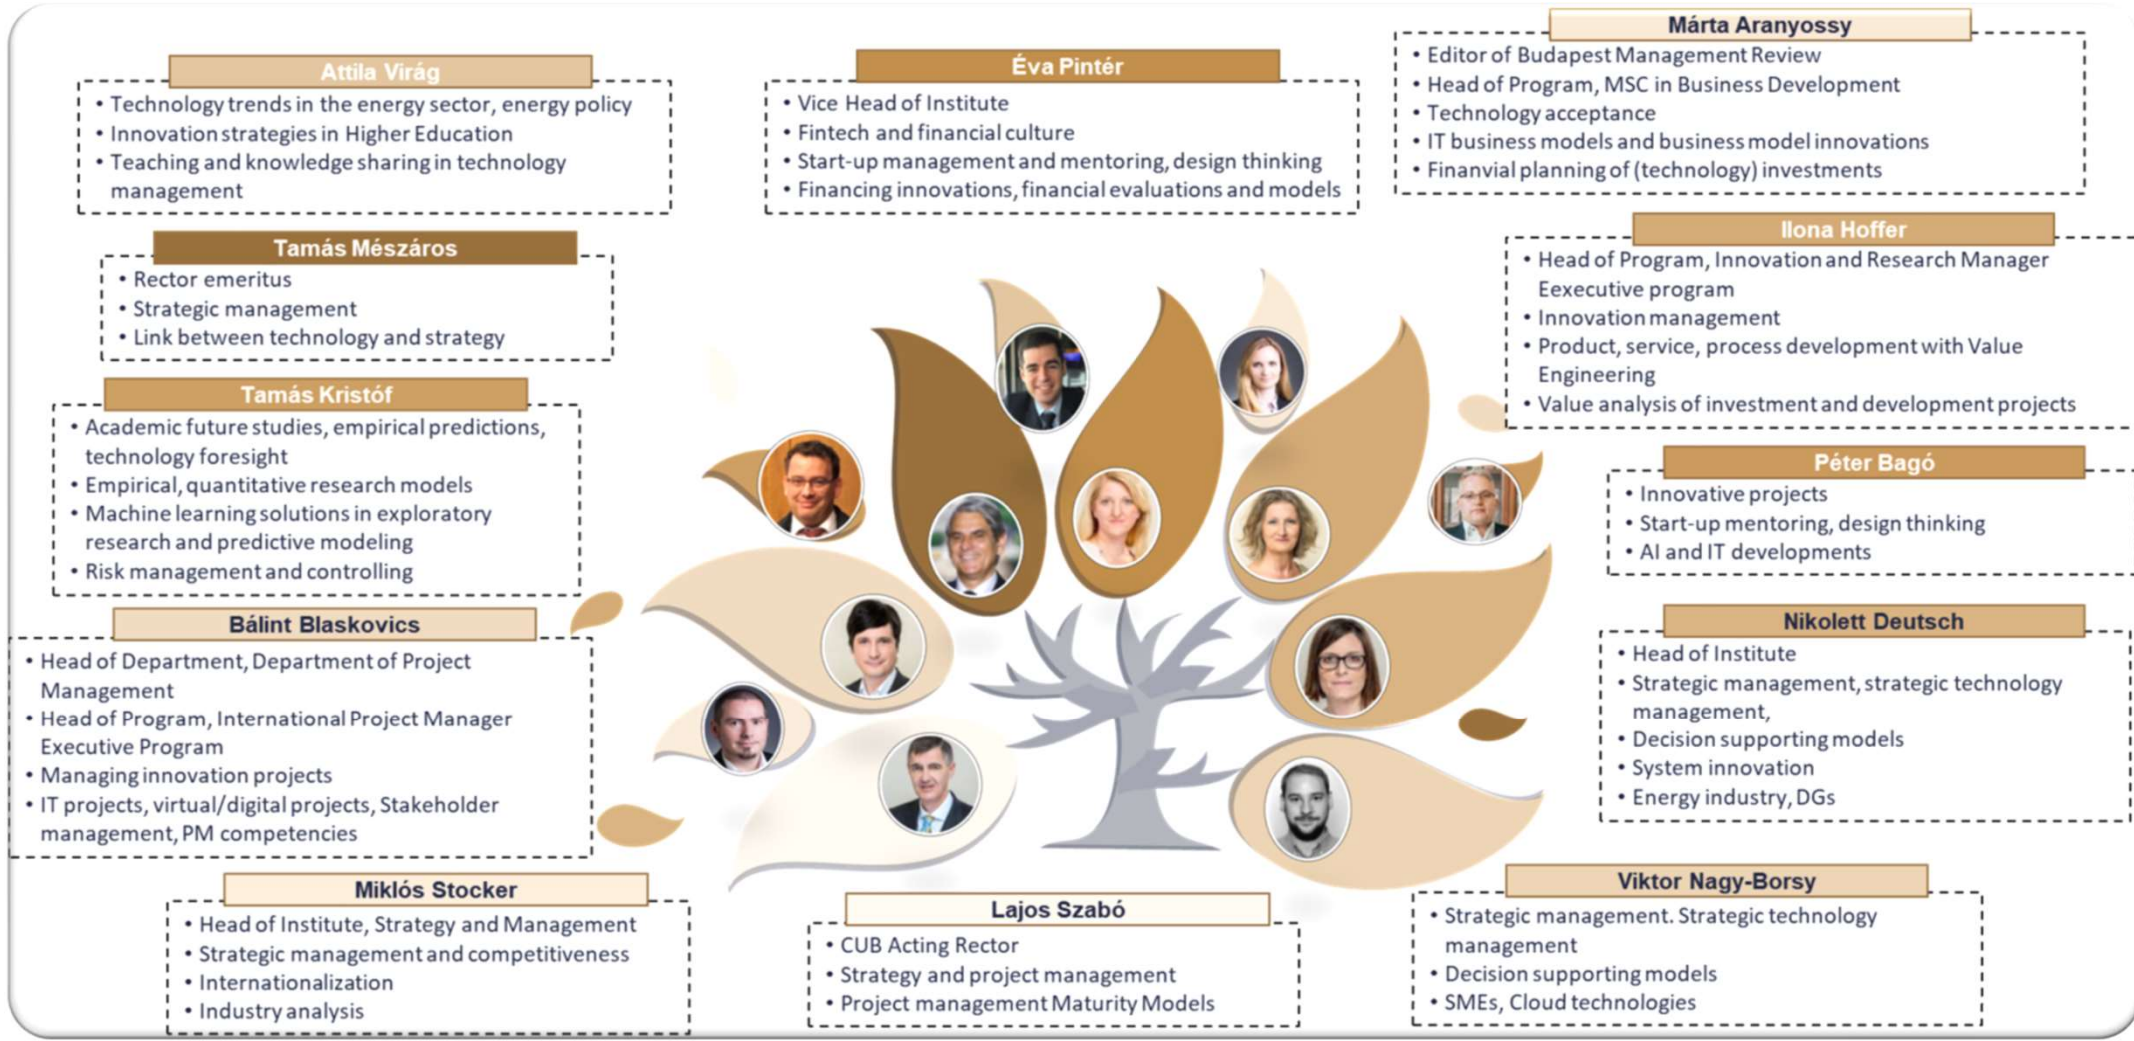 Attila Virág
• Technology trends in the energy sector, energy policy
• Innovation strategies in Higher Education
• Teaching and knowledge sharing in technology
management
Éva Pintér
• Vice Head of Institute
• Fintech and financial culture
• Start-up management and mentoring, design thinking
• Financing innovations, financial evaluations and models
Márta Aranyossy
• Editor of Budapest Management Review
• Head of Program, MSC in Business Development
• Technology acceptance
• IT business models and business model innovations
• Finanvial planning of (technology) investments
Tamás Mészáros
• Rector emeritus
• Strategic management
• Link between technology and strategy
Ilona Hoffer
• Head of Program, Innovation and Research Manager
Eexecutive program
• Innovation management
• Product, service, process development with Value
Engineering
• Value analysis of investment and development projects
Tamás Kristóf
• Academic future studies, empirical predictions,
technology foresight
• Empirical, quantitative research models
• Machine learning solutions in exploratory
research and predictive modeling
• Risk management and controlling
Péter Bagó
• Innovative projects
• Start-up mentoring, design thinking
• AI and IT developments
Bálint Blaskovics
• Head of Department, Department of Project
Management
• Head of Program, International Project Manager
Executive Program
• Managing innovation projects
• IT projects, virtual/digital projects, Stakeholder
management, PM competencies
Nikolett Deutsch
• Head of Institute
• Strategic management, strategic technology
management,
• Decision supporting models
• System innovation
• Energy industry, DGs
Miklós Stocker
• Head of Institute, Strategy and Management
• Strategic management and competitiveness
• Internationalization
• Industry analysis
Lajos Szabó
• CUB Acting Rector
• Strategy and project management
• Project management Maturity Models
Viktor Nagy-Borsy
• Strategic management. Strategic technology
management
• Decision supporting models
• SMEs, Cloud technologies